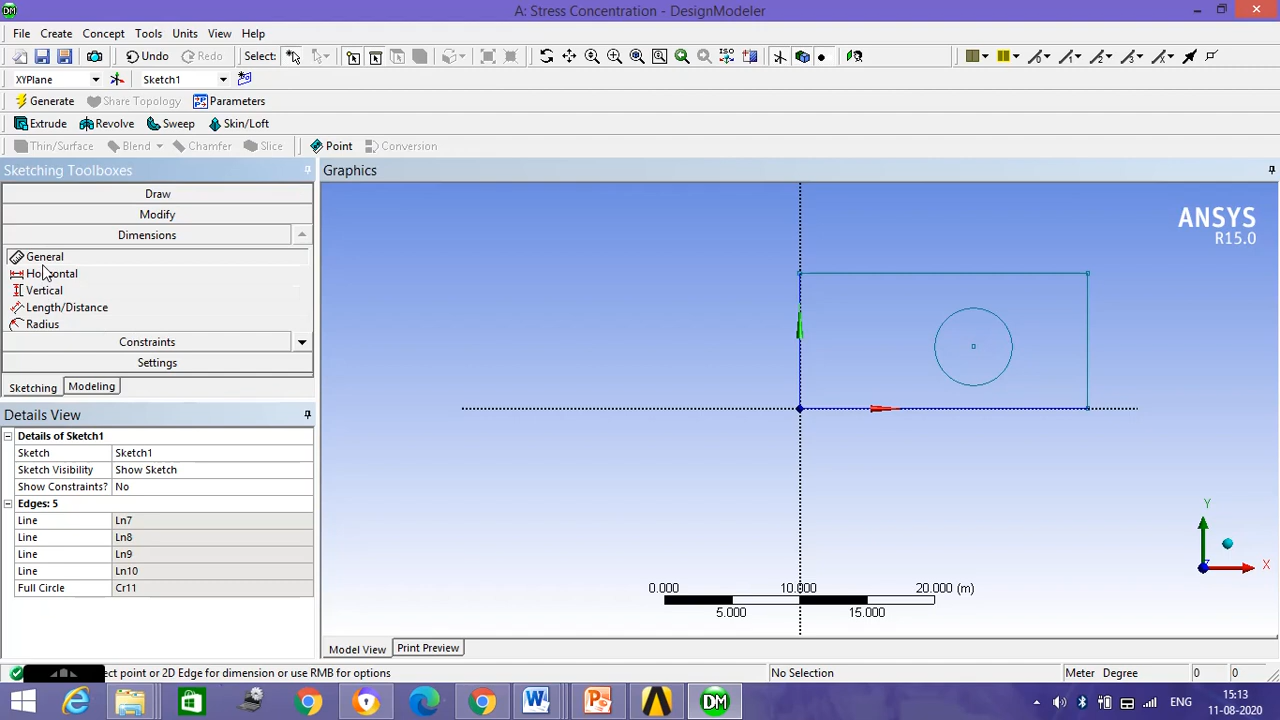 A: Stress Concentration - DesignModeler
File Create Concept Tools Units View Help
Undo Redo Select:
XYPlane Sketch1
Generate Share Topology Parameters
Extrude Revolve Sweep Skin/Loft
Thin/Surface Blend Chamfer Slice Point Conversion
Sketching Toolboxes
Draw
Modify
Dimensions
General
Horizontal
Vertical
Length/Distance
Radius
Constraints
Settings
Sketching Modeling
Details View
Details of Sketch1
Sketch Sketch1
Sketch Visibility Show Sketch
Show Constraints? No
Edges: 5
Line Ln7
Line Ln8
Line Ln9
Line Ln10
Full Circle Cr11
Graphics
ANSYS
R15.0
Y
X
0.000 10.000 20.000 (m)
5.000 15.000
Model View Print Preview
ect point or 2D Edge for dimension or use RMB for options No Selection Meter Degree 0 0
DM ENG 15:13
11-08-2020